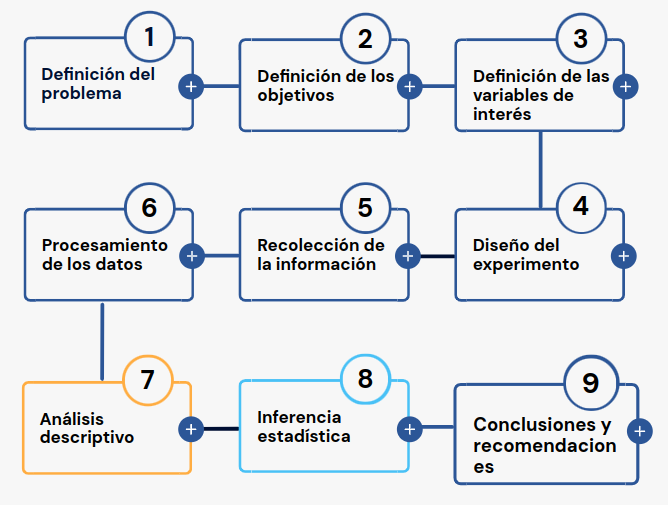 1
Definición del
problema
2
Definición de los
objetivos
3
Definición de las
variables de
interés
4
Diseño del
experimento
5
Recolección de
la información
6
Procesamiento
de los datos
7
Análisis
descriptivo
8
Inferencia
estadística
9
Conclusiones y
recomendacion
es